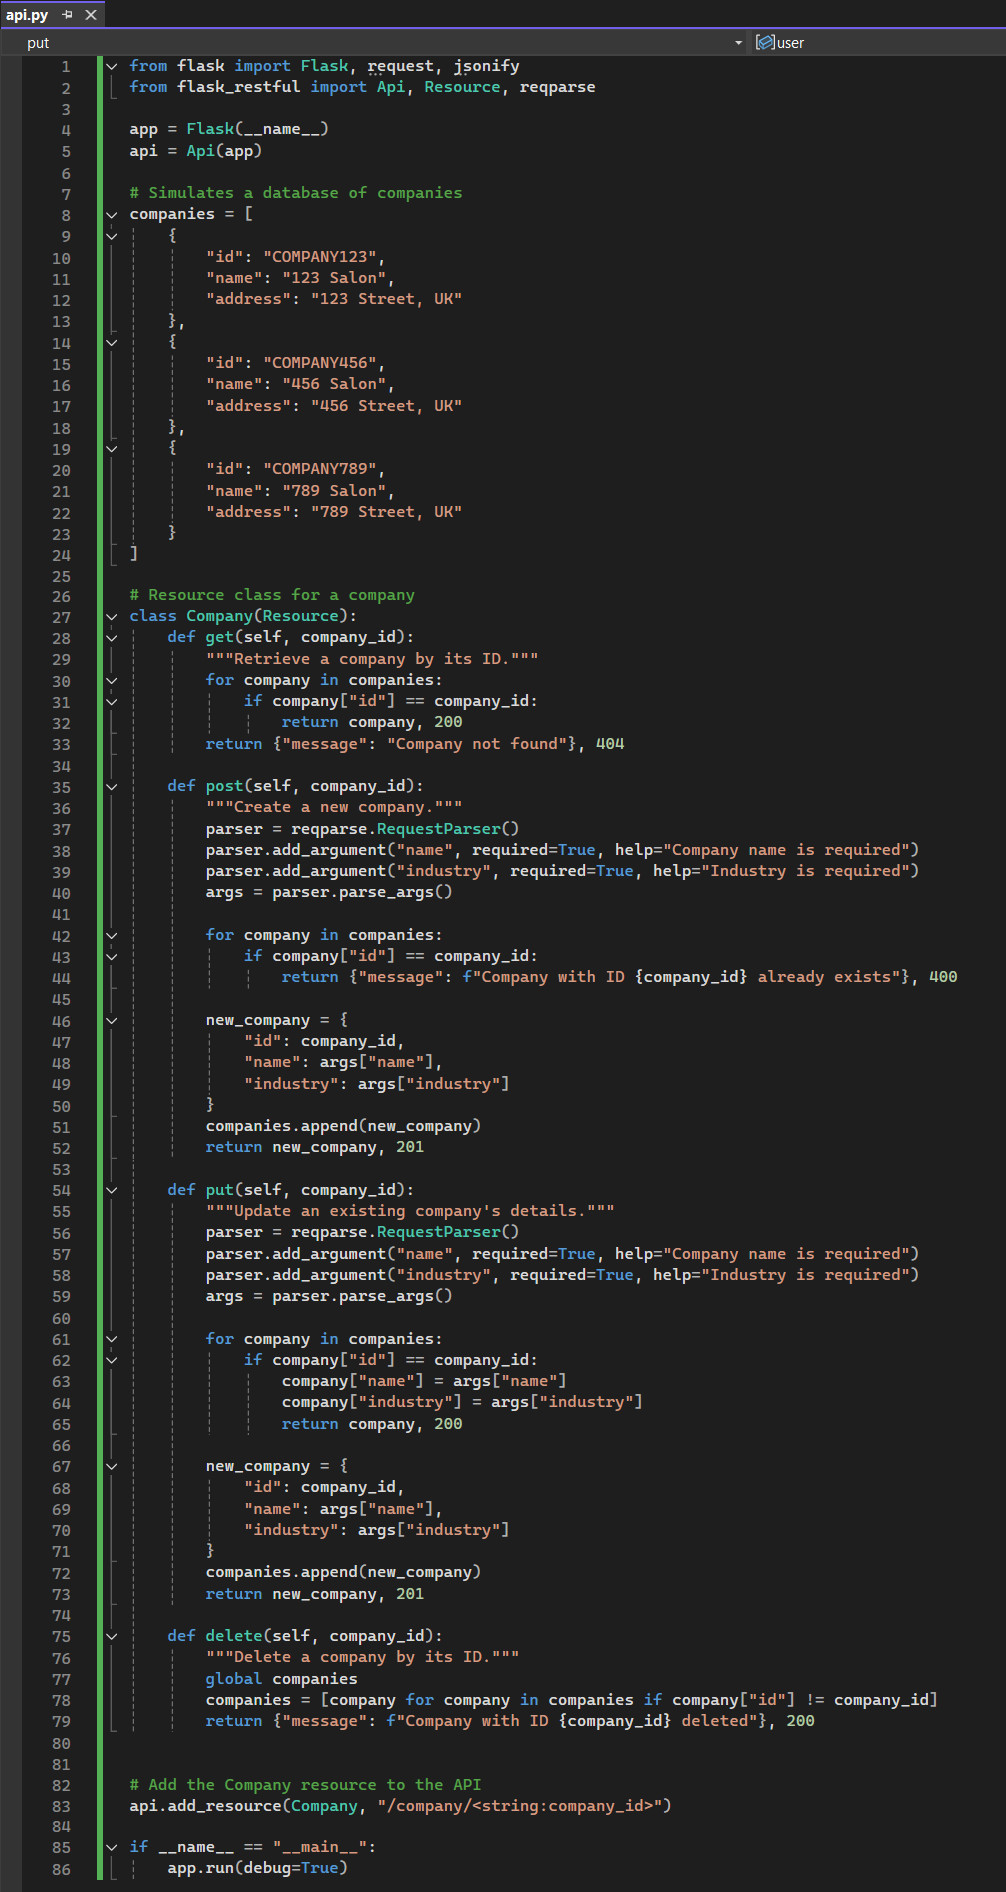 api.py
put
user
1 from flask import Flask, request, jsonify
2 from flask_restful import Api, Resource, reqparse
3
4 app = Flask(__name__)
5 api = Api(app)
6
7 # Simulates a database of companies
8 companies = [
9     {
10         "id": "COMPANY123",
11         "name": "123 Salon",
12         "address": "123 Street, UK"
13     },
14     {
15         "id": "COMPANY456",
16         "name": "456 Salon",
17         "address": "456 Street, UK"
18     },
19     {
20         "id": "COMPANY789",
21         "name": "789 Salon",
22         "address": "789 Street, UK"
23     }
24 ]
25
26 # Resource class for a company
27 class Company(Resource):
28     def get(self, company_id):
29         """Retrieve a company by its ID."""
30         for company in companies:
31             if company["id"] == company_id:
32                 return company, 200
33         return {"message": "Company not found"}, 404
34
35     def post(self, company_id):
36         """Create a new company."""
37         parser = reqparse.RequestParser()
38         parser.add_argument("name", required=True, help="Company name is required")
39         parser.add_argument("industry", required=True, help="Industry is required")
40         args = parser.parse_args()
41
42         for company in companies:
43             if company["id"] == company_id:
44                 return {"message": f"Company with ID {company_id} already exists"}, 400
45
46         new_company = {
47             "id": company_id,
48             "name": args["name"],
49             "industry": args["industry"]
50         }
51         companies.append(new_company)
52         return new_company, 201
53
54     def put(self, company_id):
55         """Update an existing company's details."""
56         parser = reqparse.RequestParser()
57         parser.add_argument("name", required=True, help="Company name is required")
58         parser.add_argument("industry", required=True, help="Industry is required")
59         args = parser.parse_args()
60
61         for company in companies:
62             if company["id"] == company_id:
63                 company["name"] = args["name"]
64                 company["industry"] = args["industry"]
65                 return company, 200
66
67         new_company = {
68             "id": company_id,
69             "name": args["name"],
70             "industry": args["industry"]
71         }
72         companies.append(new_company)
73         return new_company, 201
74
75     def delete(self, company_id):
76         """Delete a company by its ID."""
77         global companies
78         companies = [company for company in companies if company["id"] != company_id]
79         return {"message": f"Company with ID {company_id} deleted"}, 200
80
81
82 # Add the Company resource to the API
83 api.add_resource(Company, "/company/<string:company_id>")
84
85 if __name__ == "__main__":
86     app.run(debug=True)